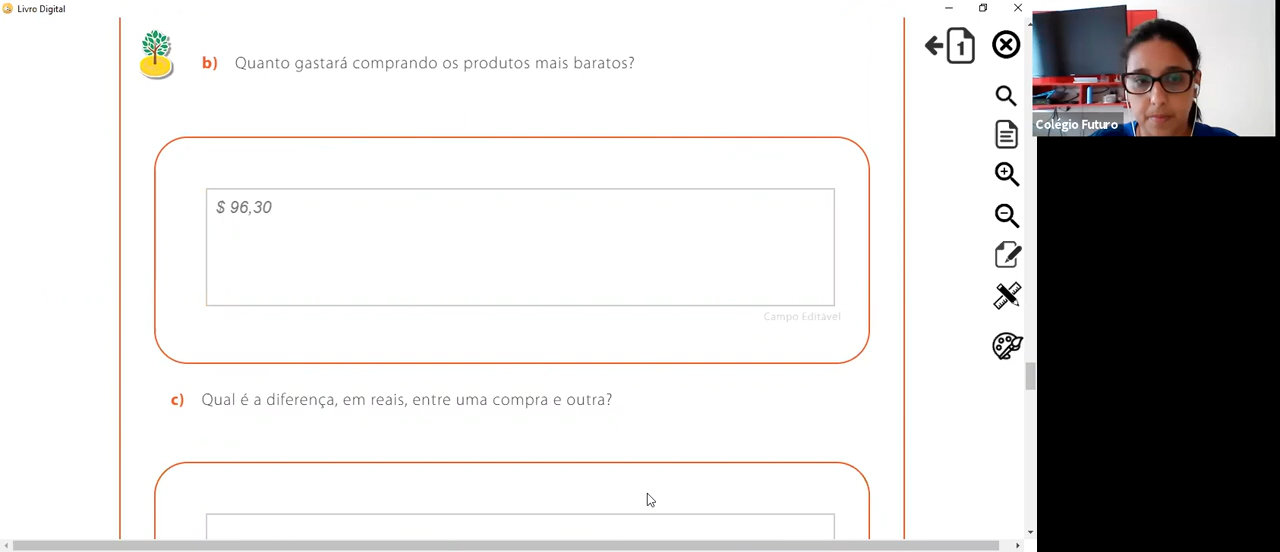 Livro Digital
b) Quanto gastará comprando os produtos mais baratos?
1
Colégio Futuro
$ 96,30
Campo Editável
c) Qual é a diferença, em reais, entre uma compra e outra?